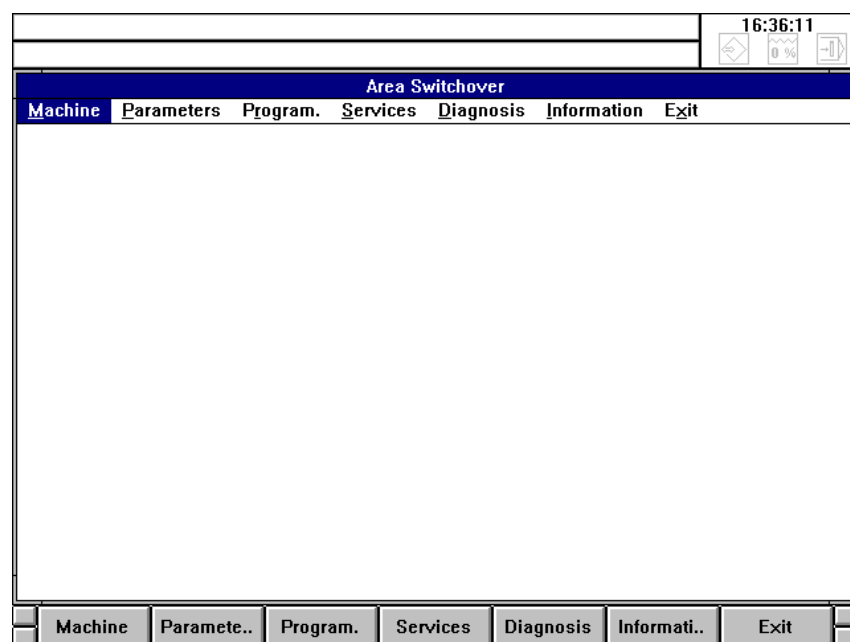 16:36:11
0 %
Area Switchover
Machine Parameters Program. Services Diagnosis Information Exit
Machine Paramete.. Program. Services Diagnosis Informati.. Exit